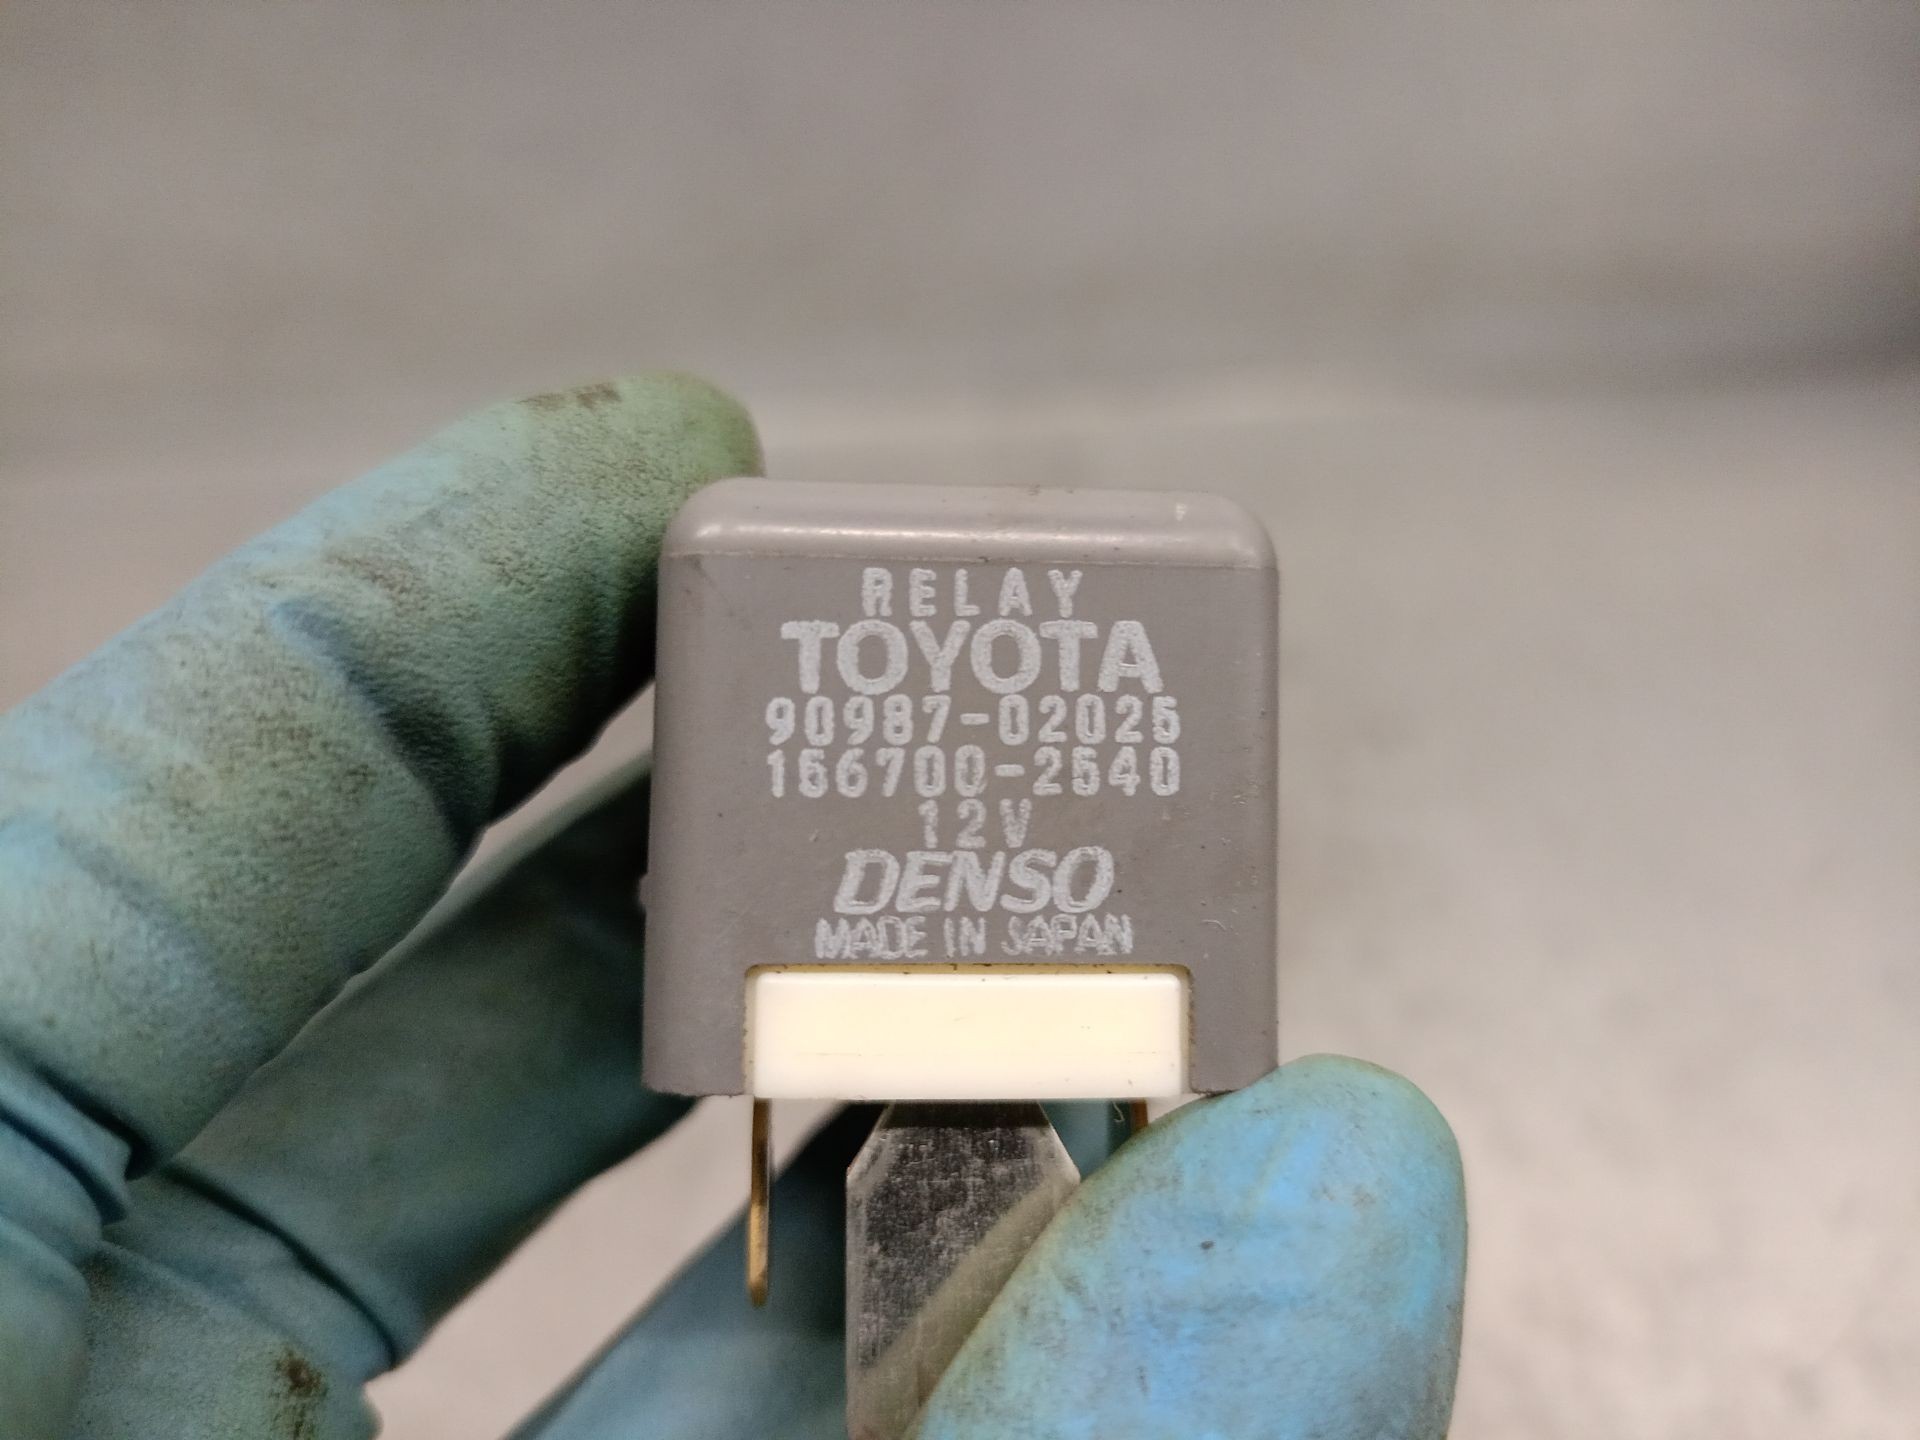 RELAY
TOYOTA
90987-02025
156700-2540
12V
DENSO
MADE IN JAPAN